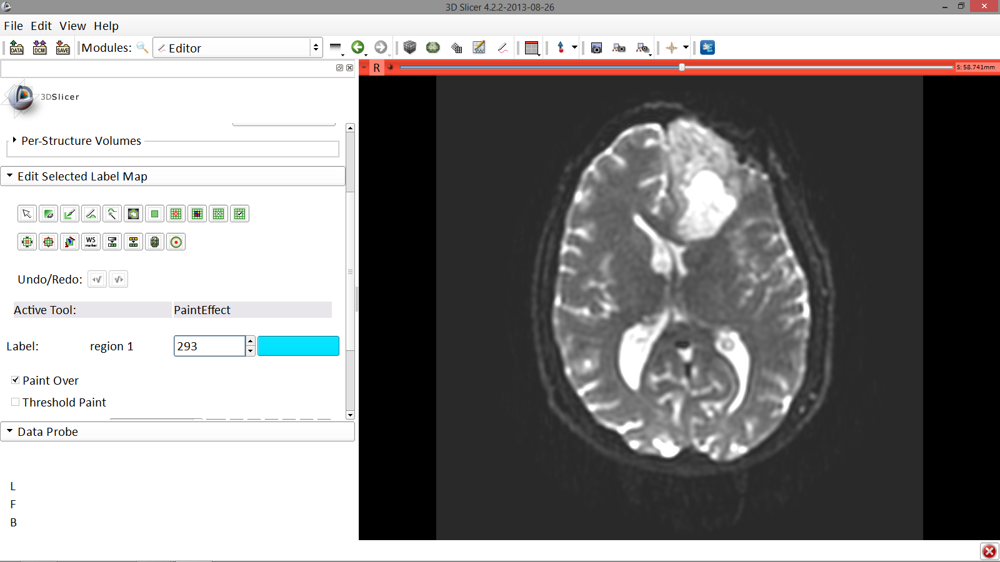 3D Slicer 4.2.2-2013-08-26
File Edit View Help
DATA DCM SAVE Modules: Editor
R S: 58.741mm
3DSlicer
Per-Structure Volumes
Edit Selected Label Map
WS
marker
Undo/Redo:
Active Tool: PaintEffect
Label: region 1 293
Paint Over
Threshold Paint
Data Probe
L
F
B